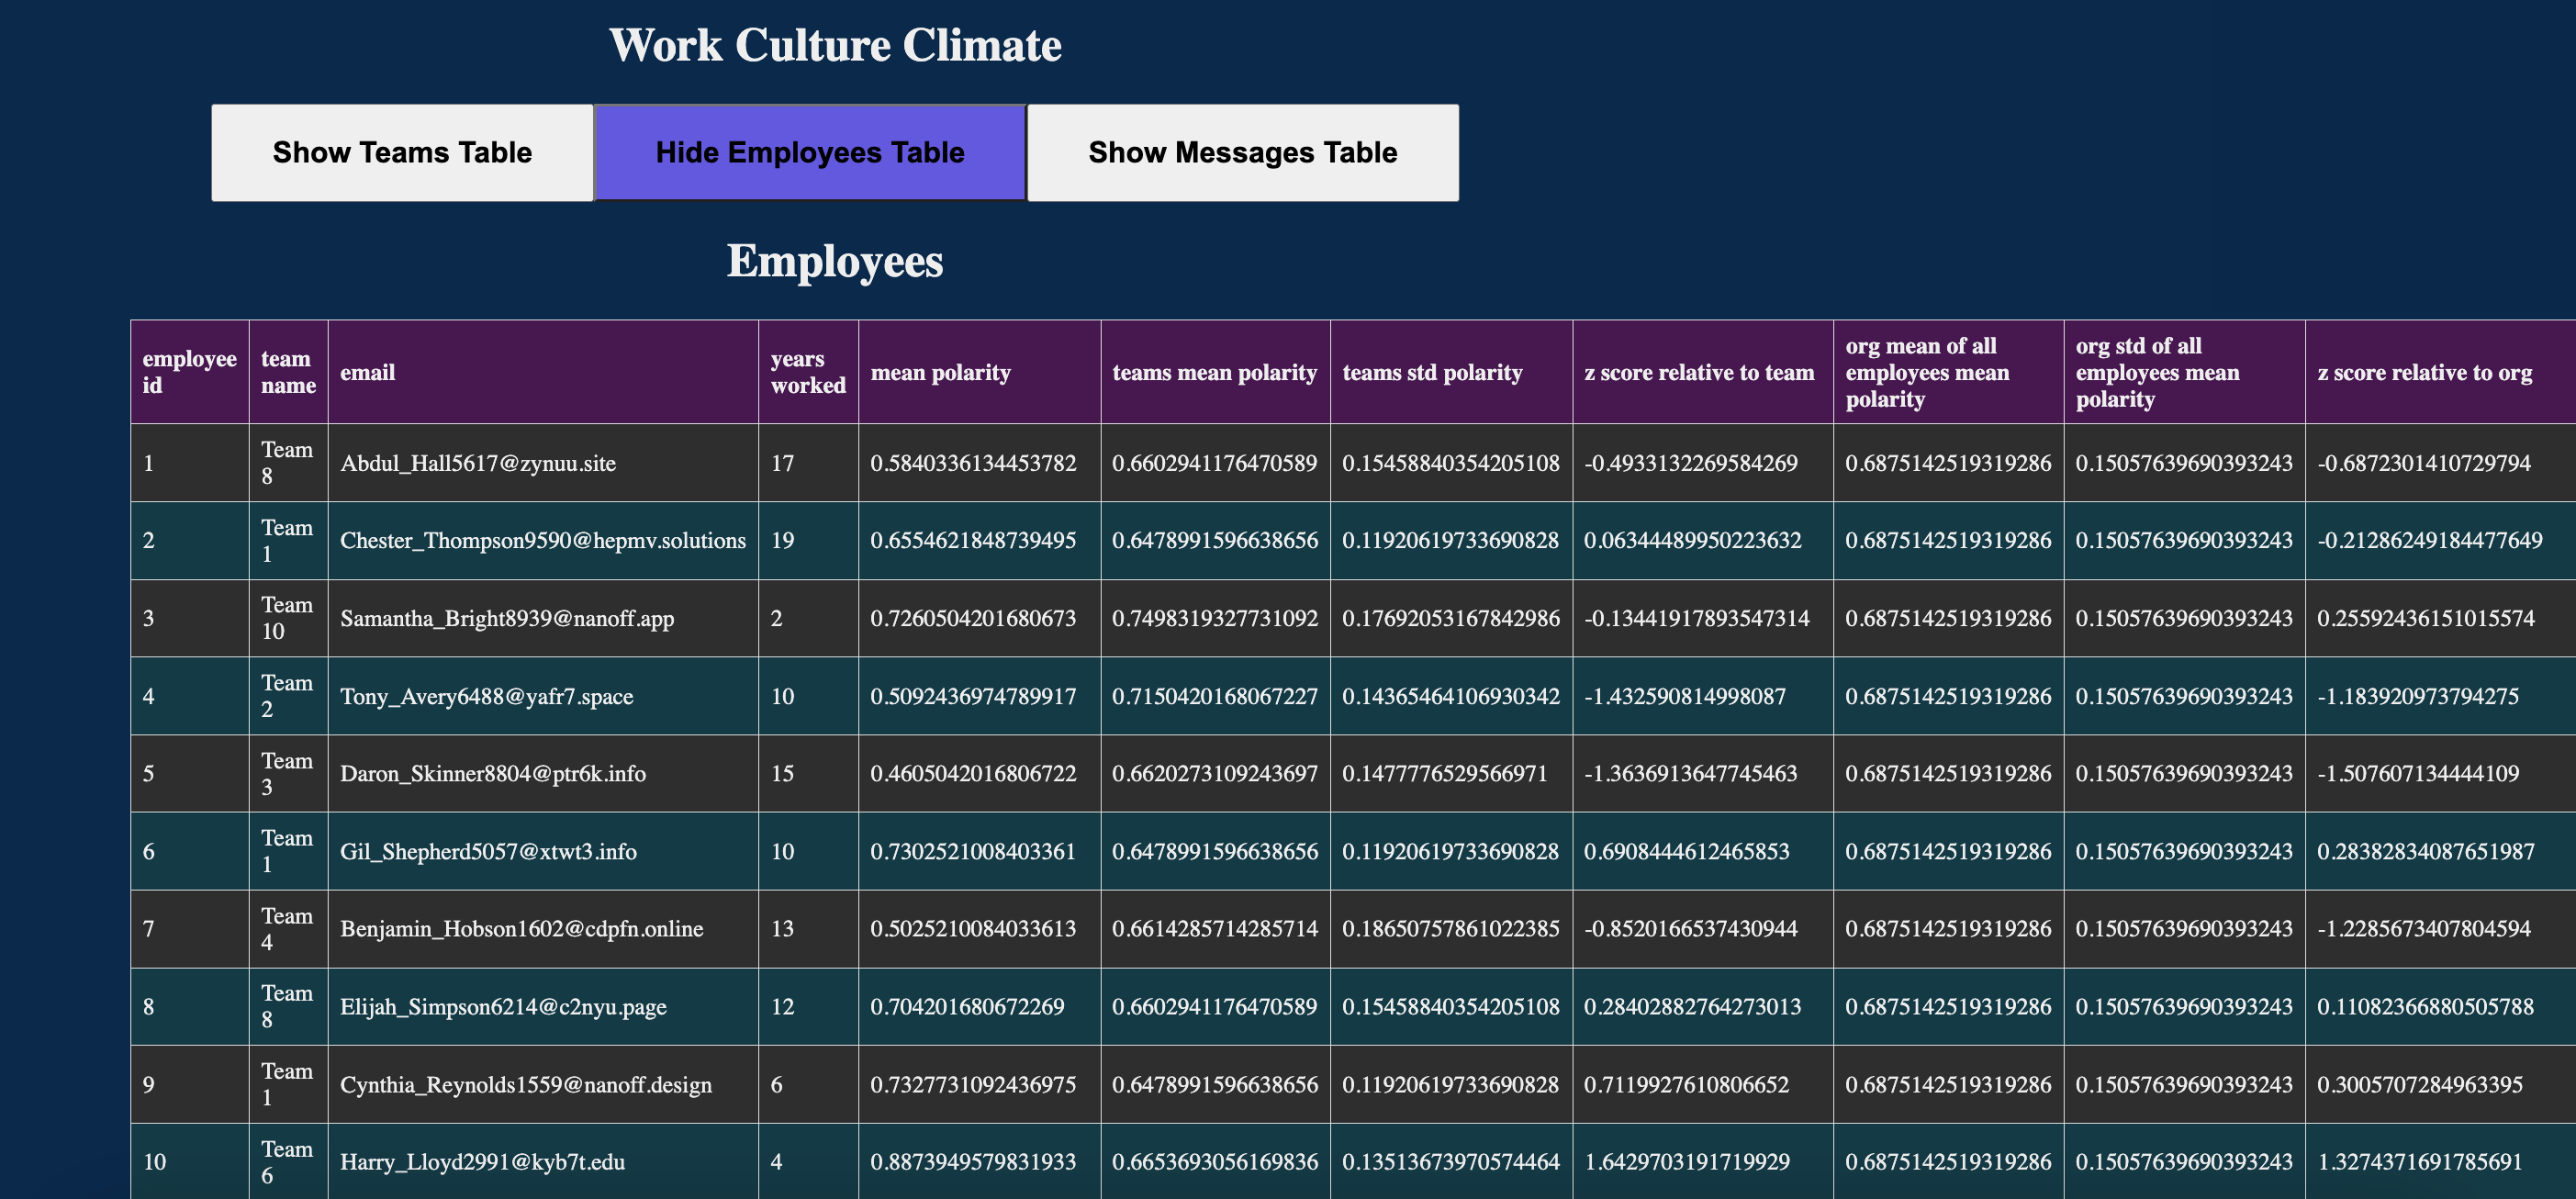 Work Culture Climate
Show Teams Table Hide Employees Table Show Messages Table
Employees
employee id team name email years worked mean polarity teams mean polarity teams std polarity z score relative to team org mean of all employees mean polarity org std of all employees mean polarity z score relative to org
1 Team 8 Abdul_Hall5617@zynuu.site 17 0.5840336134453782 0.6602941176470589 0.15458840354205108 -0.4933132269584269 0.6875142519319286 0.15057639690393243 -0.6872301410729794
2 Team 1 Chester_Thompson9590@hepmv.solutions 19 0.6554621848739495 0.6478991596638656 0.11920619733690828 0.06344489950223632 0.6875142519319286 0.15057639690393243 -0.21286249184477649
3 Team 10 Samantha_Bright8939@nanoff.app 2 0.7260504201680673 0.7498319327731092 0.17692053167842986 -0.13441917893547314 0.6875142519319286 0.15057639690393243 0.25592436151015574
4 Team 2 Tony_Avery6488@yafr7.space 10 0.5092436974789917 0.7150420168067227 0.14365464106930342 -1.432590814998087 0.6875142519319286 0.15057639690393243 -1.183920973794275
5 Team 3 Daron_Skinner8804@ptr6k.info 15 0.4605042016806722 0.6620273109243697 0.1477776529566971 -1.3636913647745463 0.6875142519319286 0.15057639690393243 -1.507607134444109
6 Team 1 Gil_Shepherd5057@xtwt3.info 10 0.7302521008403361 0.6478991596638656 0.11920619733690828 0.6908444612465853 0.6875142519319286 0.15057639690393243 0.28382834087651987
7 Team 4 Benjamin_Hobson1602@cdpfn.online 13 0.5025210084033613 0.6614285714285714 0.18650757861022385 -0.8520166537430944 0.6875142519319286 0.15057639690393243 -1.2285673407804594
8 Team 8 Elijah_Simpson6214@c2nyu.page 12 0.704201680672269 0.6602941176470589 0.15458840354205108 0.28402882764273013 0.6875142519319286 0.15057639690393243 0.11082366880505788
9 Team 1 Cynthia_Reynolds1559@nanoff.design 6 0.7327731092436975 0.6478991596638656 0.11920619733690828 0.7119927610806652 0.6875142519319286 0.15057639690393243 0.3005707284963395
10 Team 6 Harry_Lloyd2991@kyb7t.edu 4 0.8873949579831933 0.6653693056169836 0.13513673970574464 1.6429703191719929 0.6875142519319286 0.15057639690393243 1.3274371691785691